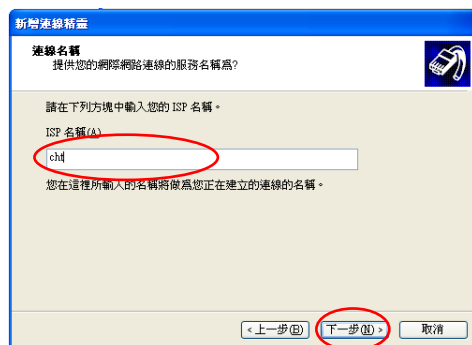 新增連線精靈
連線名稱
提供您的網際網路連線的服務名稱為?
請在下列方塊中輸入您的 ISP 名稱。
ISP 名稱(A)
cht
您在這裡所輸入的名稱將做為您正在建立的連線的名稱。
<上一步(B) 下一步(N)> 取消